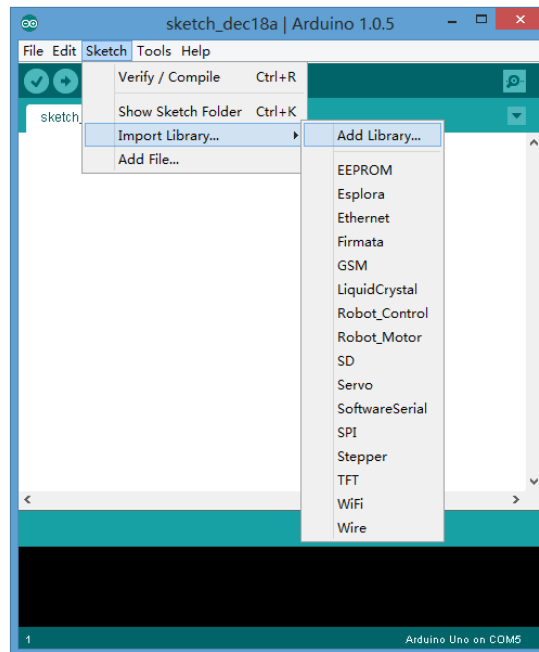 sketch_dec18a | Arduino 1.0.5
File Edit Sketch Tools Help
Verify / Compile Ctrl+R
Show Sketch Folder Ctrl+K
sketch_
Import Library...
Add File...
Add Library...
EEPROM
Esplora
Ethernet
Firmata
GSM
LiquidCrystal
Robot_Control
Robot_Motor
SD
Servo
SoftwareSerial
SPI
Stepper
TFT
WiFi
Wire
1 Arduino Uno on COM5